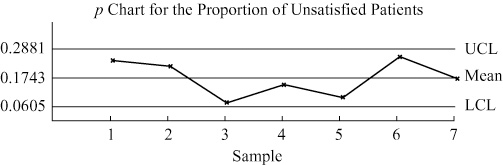 p Chart for the Proportion of Unsatisfied Patients
0.2881 UCL
0.1743 Mean
0.0605 LCL
1 2 3 4 5 6 7
Sample